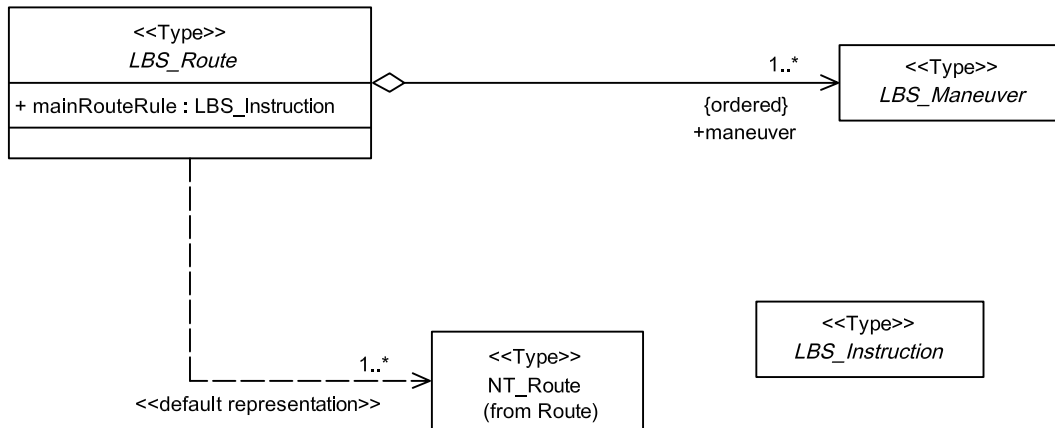 <<Type>>
LBS_Route
+ mainRouteRule : LBS_Instruction
1..*
{ordered}
+maneuver
<<Type>>
LBS_Maneuver
1..*
<<default representation>>
<<Type>>
NT_Route
(from Route)
<<Type>>
LBS_Instruction